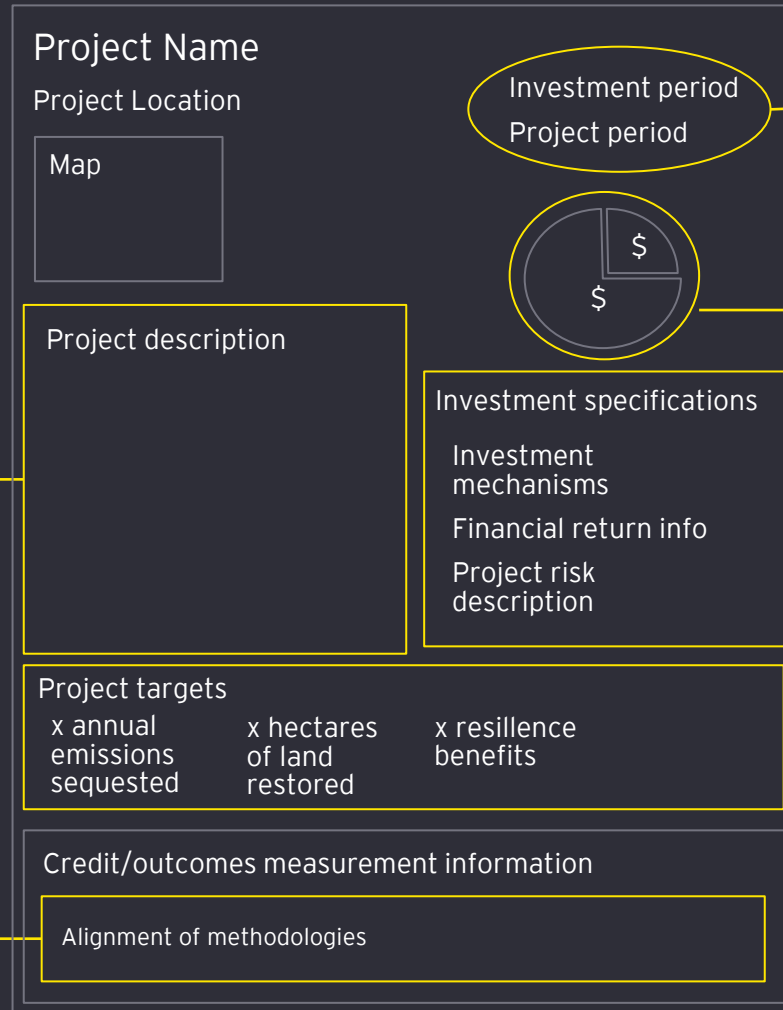 Project Name
Project Location
Map
Investment period
Project period
$
$
Project description
Investment specifications
Investment
mechanisms
Financial return info
Project risk
description
Project targets
x annual
emissions
sequested
x hectares
of land
restored
x resillence
benefits
Credit/outcomes measurement information
Alignment of methodologies